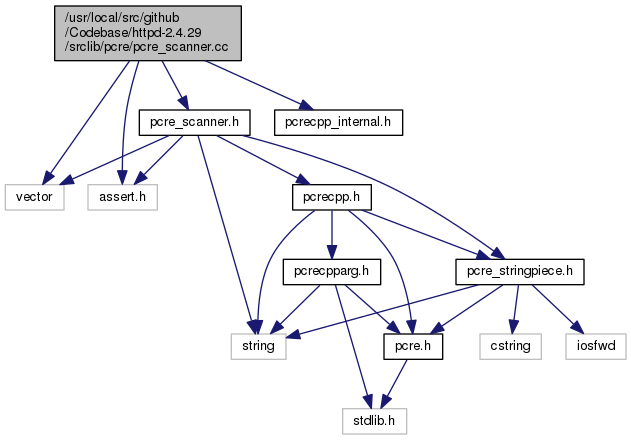 /usr/local/src/github
/Codebase/httpd-2.4.29
/srclib/pcre/pcre_scanner.cc
pcre_scanner.h
pcrecpp_internal.h
vector
assert.h
pcrecpp.h
pcrecpparg.h
pcre_stringpiece.h
string
pcre.h
cstring
iosfwd
stdlib.h